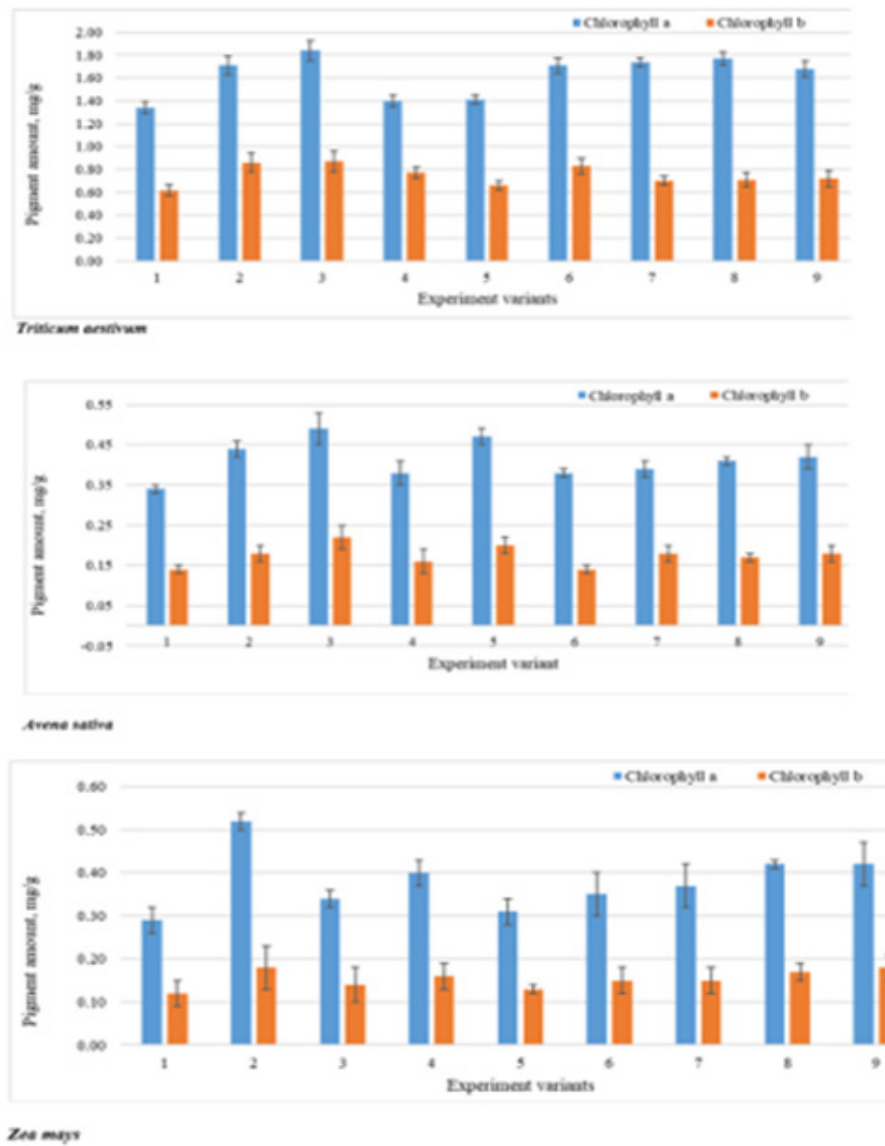 Chlorophyll a Chlorophyll b
2.00
1.80
1.60
1.40
1.20
1.00
0.80
0.60
0.40
0.20
0.00
Pigment amount, mg/g
1 2 3 4 5 6 7 8 9
Experiment variants
Triticum aestivum
Chlorophyll a Chlorophyll b
0.55
0.45
0.35
0.25
0.15
0.05
-0.05
Pigment amount, mg/g
1 2 3 4 5 6 7 8 9
Experiment variant
Avena sativa
Chlorophyll a Chlorophyll b
0.60
0.50
0.40
0.30
0.20
0.10
0.00
Pigment amount, mg/g
1 2 3 4 5 6 7 8 9
Experiment variants
Zea mays